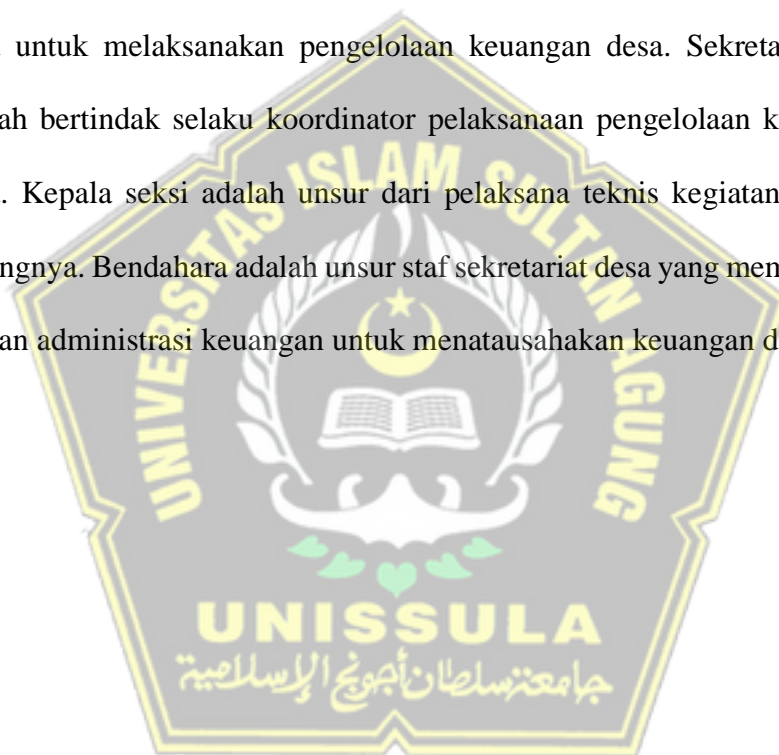 untuk melaksanakan pengelolaan keuangan desa. Sekreta
ah bertindak selaku koordinator pelaksanaan pengelolaan k
. Kepala seksi adalah unsur dari pelaksana teknis kegiatan
ngnya. Bendahara adalah unsur staf sekretariat desa yang mem
an administrasi keuangan untuk menatausahakan keuangan d
UNIVERSITAS ISLAM SULTAN AGUNG
UNISSULA
جامعة سلطان أجونج الإسلامية